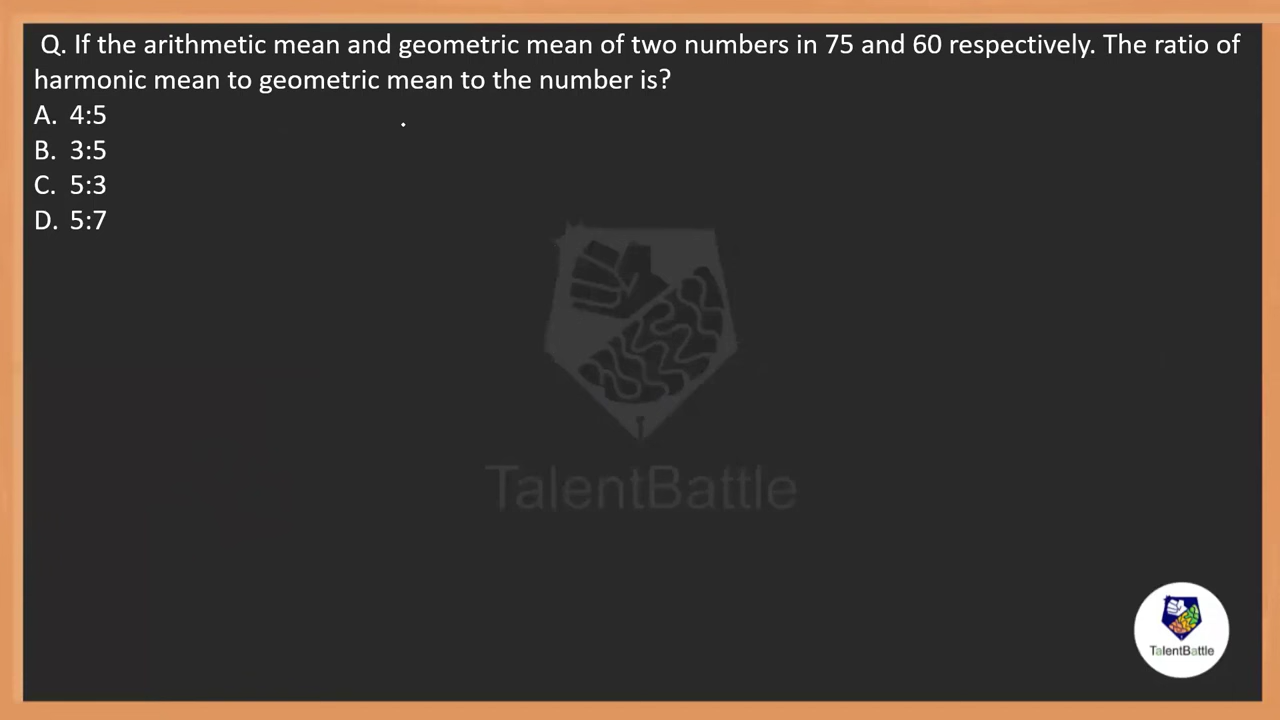 Q. If the arithmetic mean and geometric mean of two numbers in 75 and 60 respectively. The ratio of
harmonic mean to geometric mean to the number is?
A. 4:5
B. 3:5
C. 5:3
D. 5:7
TalentBattle
TalentBattle